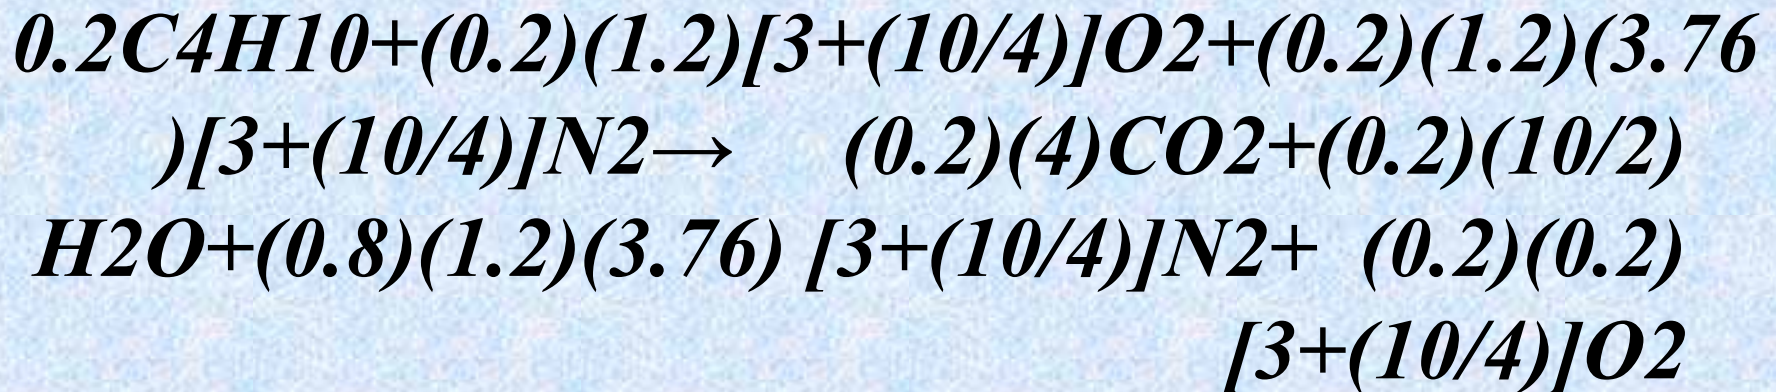 0.2C4H10+(0.2)(1.2)[3+(10/4)]O2+(0.2)(1.2)(3.76
)[3+(10/4)]N2→ (0.2)(4)CO2+(0.2)(10/2)
H2O+(0.8)(1.2)(3.76) [3+(10/4)]N2+ (0.2)(0.2)
[3+(10/4)]O2